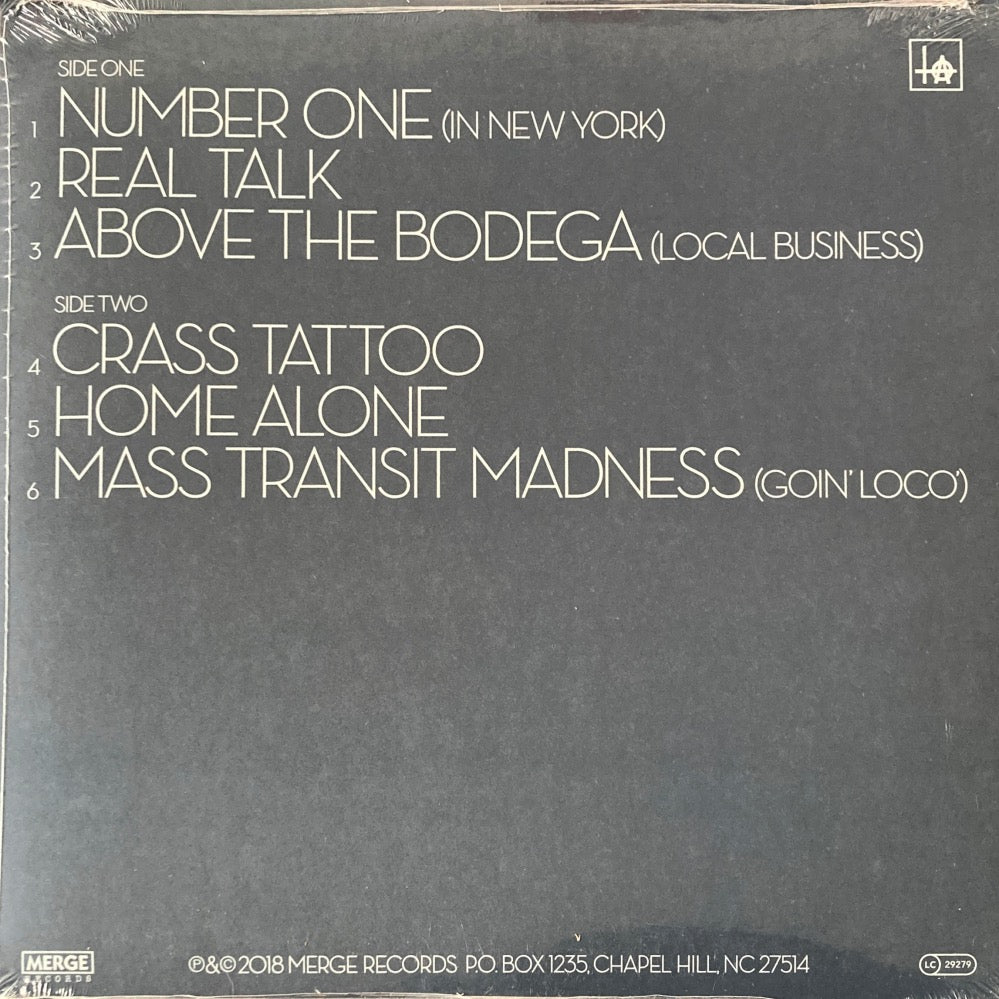 SIDE ONE
1 NUMBER ONE (IN NEW YORK)
2 REAL TALK
3 ABOVE THE BODEGA (LOCAL BUSINESS)
SIDE TWO
4 CRASS TATTOO
5 HOME ALONE
6 MASS TRANSIT MADNESS (GOIN' LOCO')
MERGE
RECORDS
℗&©2018 MERGE RECORDS P.O. BOX 1235, CHAPEL HILL, NC 27514
LC 29279